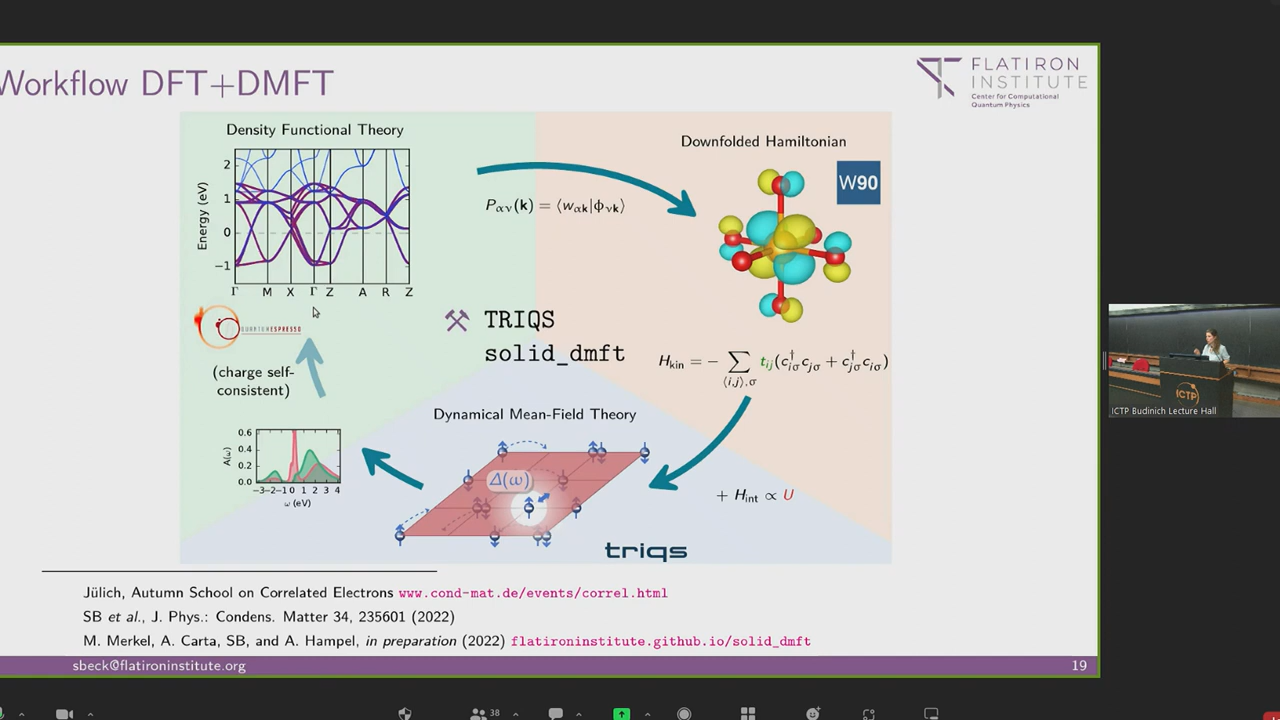 Workflow DFT+DMFT
FLATIRON
INSTITUTE
Center for Computational
Quantum Physics
Density Functional Theory
Energy (eV)
2
1
0
−1
Γ M X Γ Z A R Z
P_αν(k) = ⟨w_αk|ϕ_νk⟩
Downfolded Hamiltonian
W90
QUANTUMESPRESSO
TRIQS
solid_dmft
H_kin = − ∑_⟨i,j⟩,σ t_ij(c†_iσ c_jσ + c†_jσ c_iσ)
(charge self-
consistent)
Dynamical Mean-Field Theory
A(ω)
0.6
0.4
0.2
0.0
−3−2−1 0 1 2 3 4
ω (eV)
Δ(ω)
+ H_int ∝ U
triqs
Jülich, Autumn School on Correlated Electrons www.cond-mat.de/events/correl.html
SB et al., J. Phys.: Condens. Matter 34, 235601 (2022)
M. Merkel, A. Carta, SB, and A. Hampel, in preparation (2022) flatironinstitute.github.io/solid_dmft
sbeck@flatironinstitute.org
19
ICTP
ICTP Budinich Lecture Hall
38